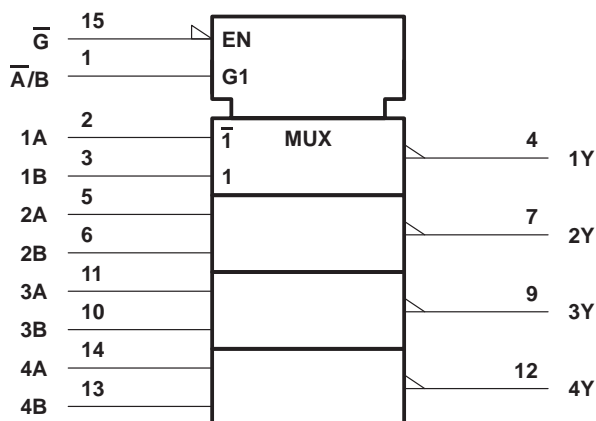 G̅ 15 EN
A̅/B 1 G1
1A 2 1̅ MUX 4 1Y
1B 3 1
2A 5 7 2Y
2B 6
3A 11 9 3Y
3B 10
4A 14 12 4Y
4B 13